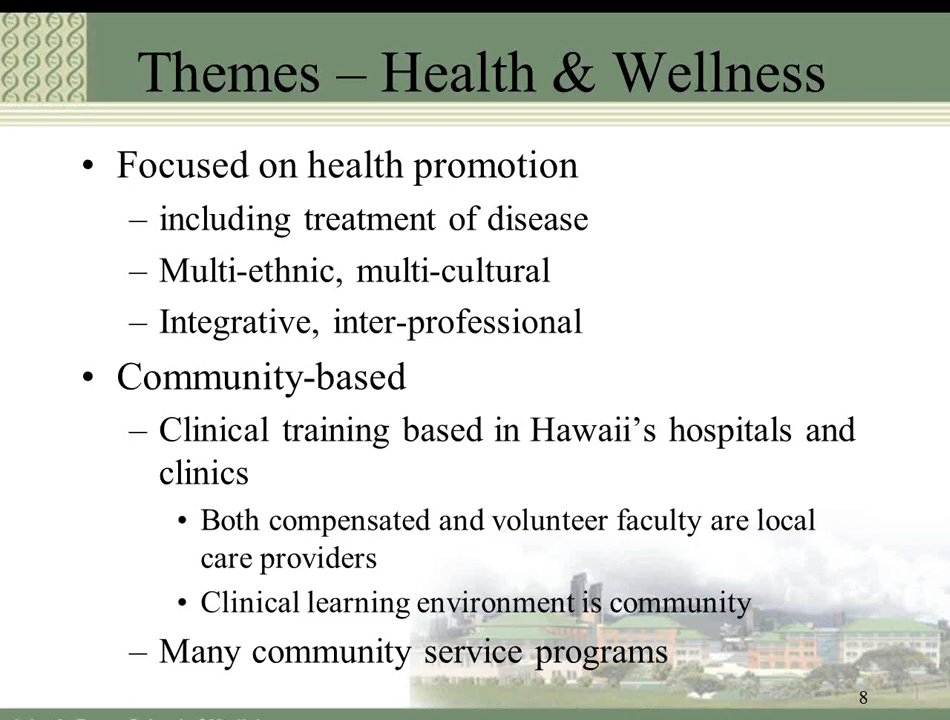 Themes – Health & Wellness
• Focused on health promotion
– including treatment of disease
– Multi-ethnic, multi-cultural
– Integrative, inter-professional
• Community-based
– Clinical training based in Hawaii’s hospitals and
clinics
• Both compensated and volunteer faculty are local
care providers
• Clinical learning environment is community
– Many community service programs
8